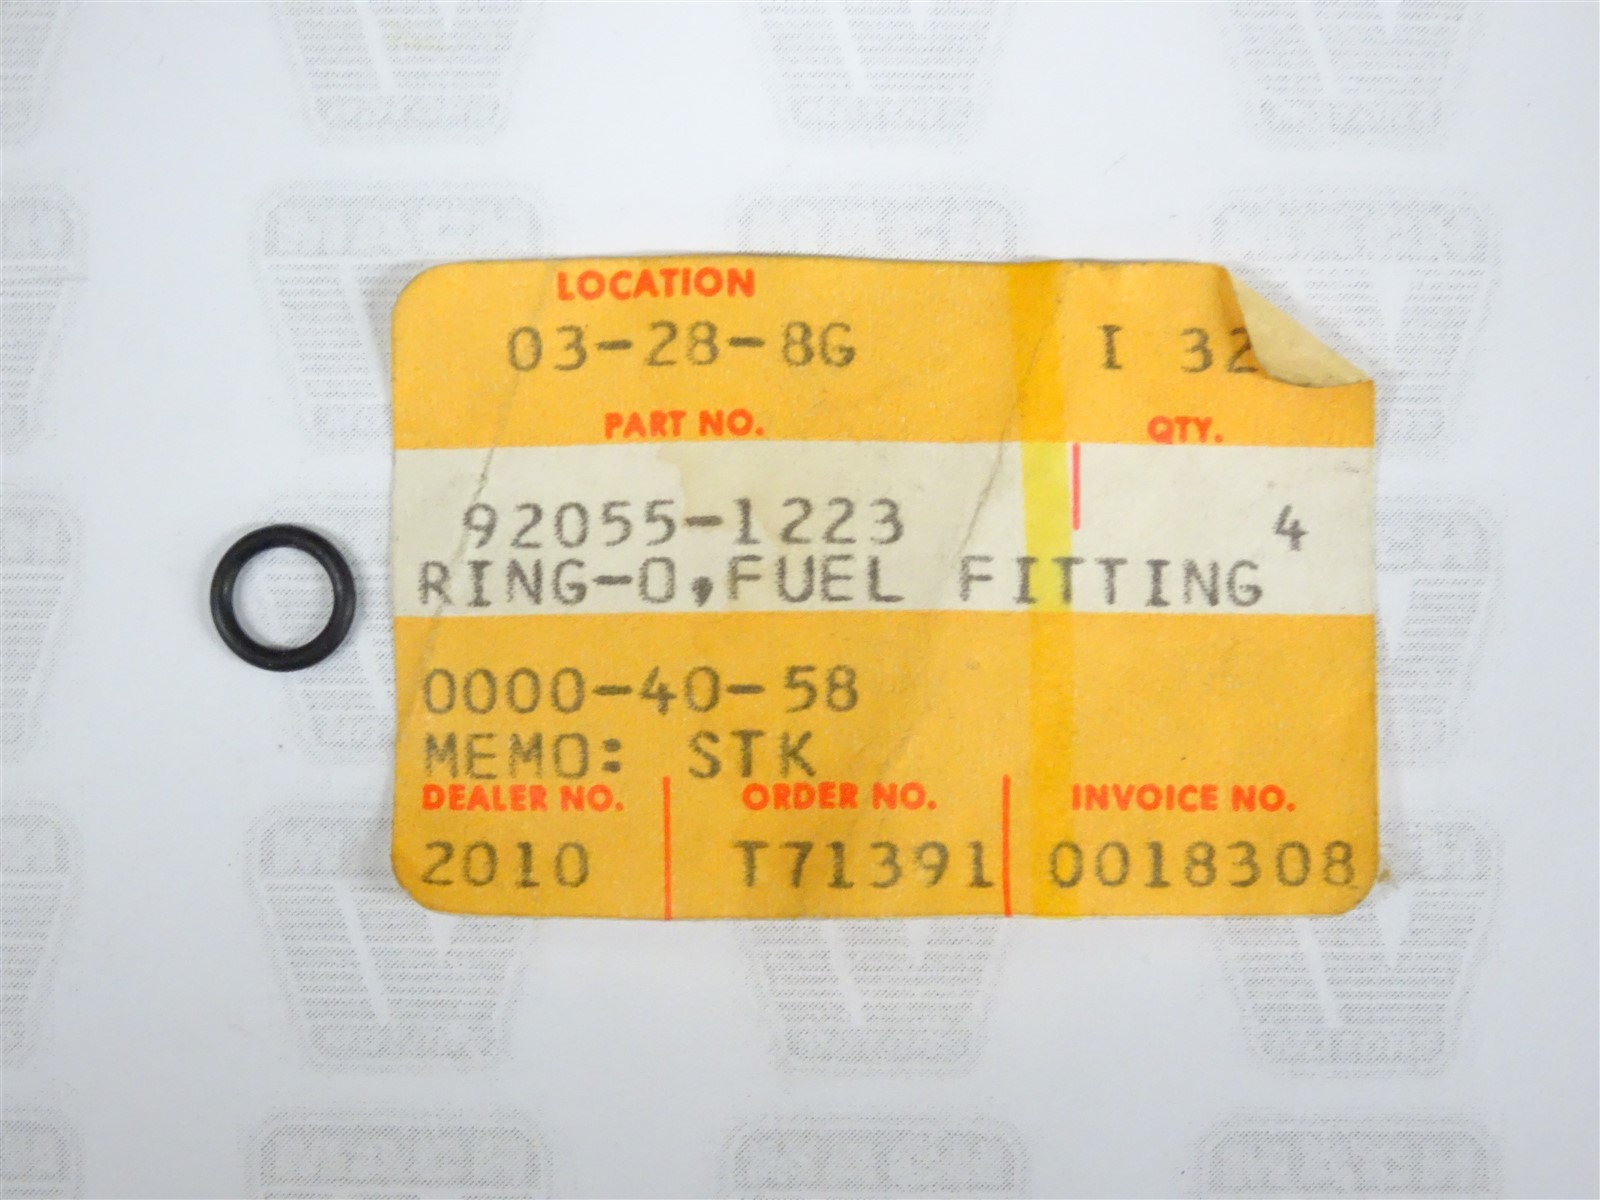 LOCATION
03-28-8G I 32
PART NO. QTY.
92055-1223 4
RING-O,FUEL FITTING
0000-40-58
MEMO: STK
DEALER NO. ORDER NO. INVOICE NO.
2010 T71391 0018308